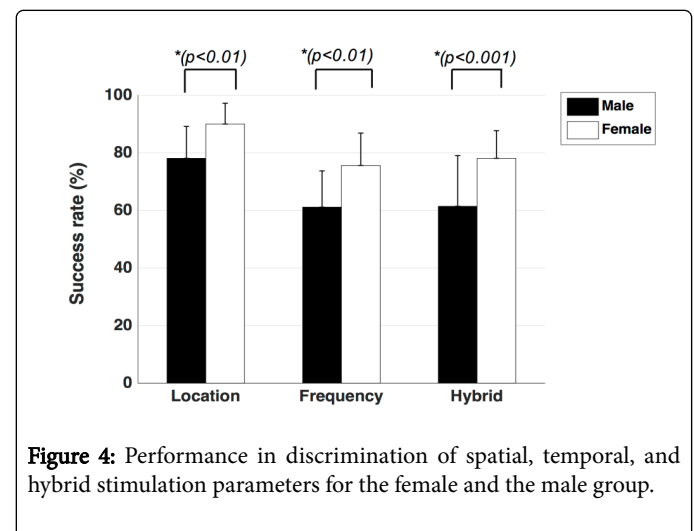 *(p<0.01) *(p<0.01) *(p<0.001)
100
80
60
40
20
0
Success rate (%)
Male
Female
Location Frequency Hybrid
Figure 4: Performance in discrimination of spatial, temporal, and
hybrid stimulation parameters for the female and the male group.